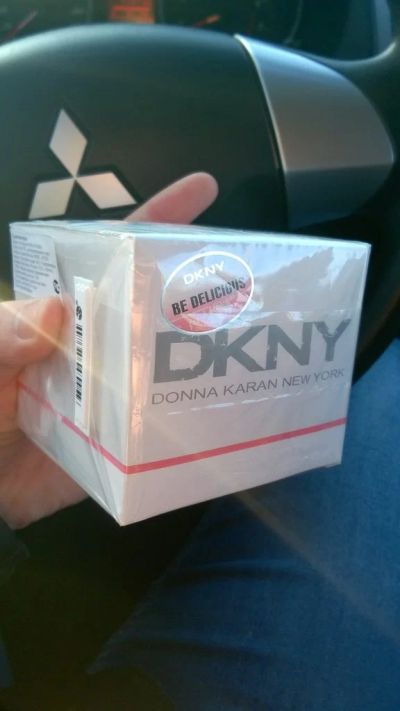 DKNY
BE DELICIOUS
DKNY
DONNA KARAN NEW YORK